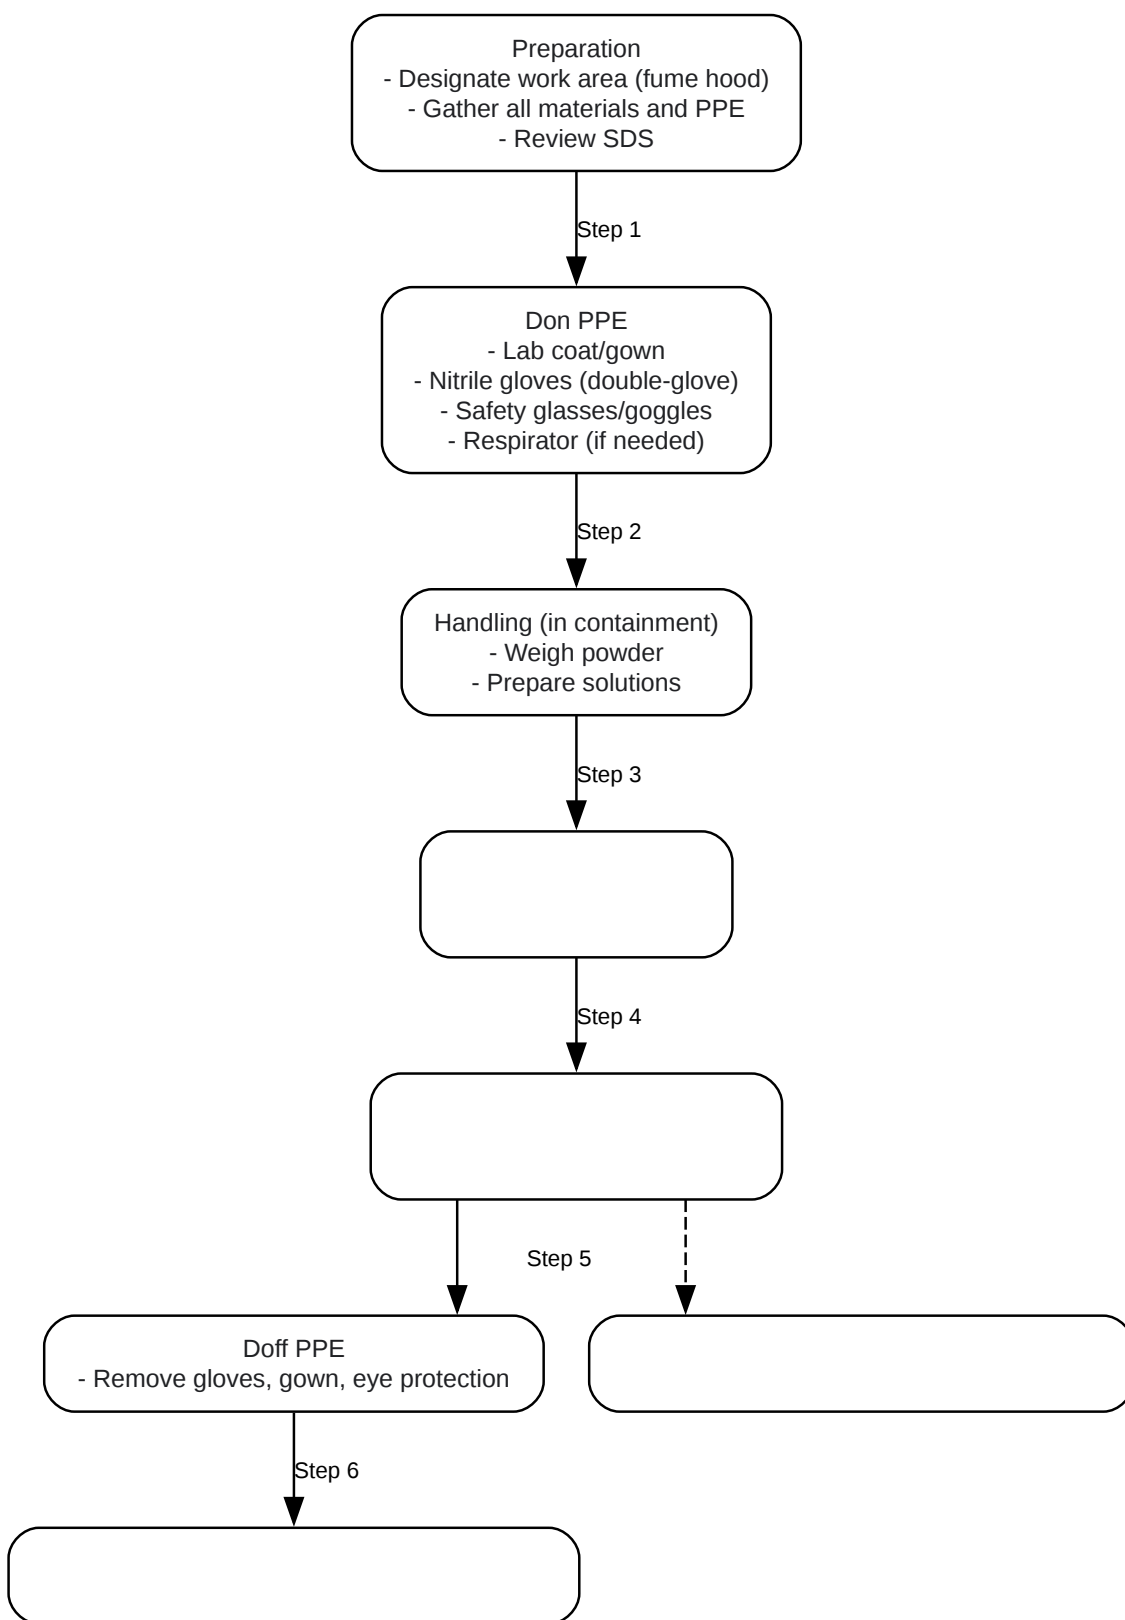 Preparation
- Designate work area (fume hood)
- Gather all materials and PPE
- Review SDS
Step 1
Don PPE
- Lab coat/gown
- Nitrile gloves (double-glove)
- Safety glasses/goggles
- Respirator (if needed)
Step 2
Handling (in containment)
- Weigh powder
- Prepare solutions
Step 3
Step 4
Step 5
Doff PPE
- Remove gloves, gown, eye protection
Step 6